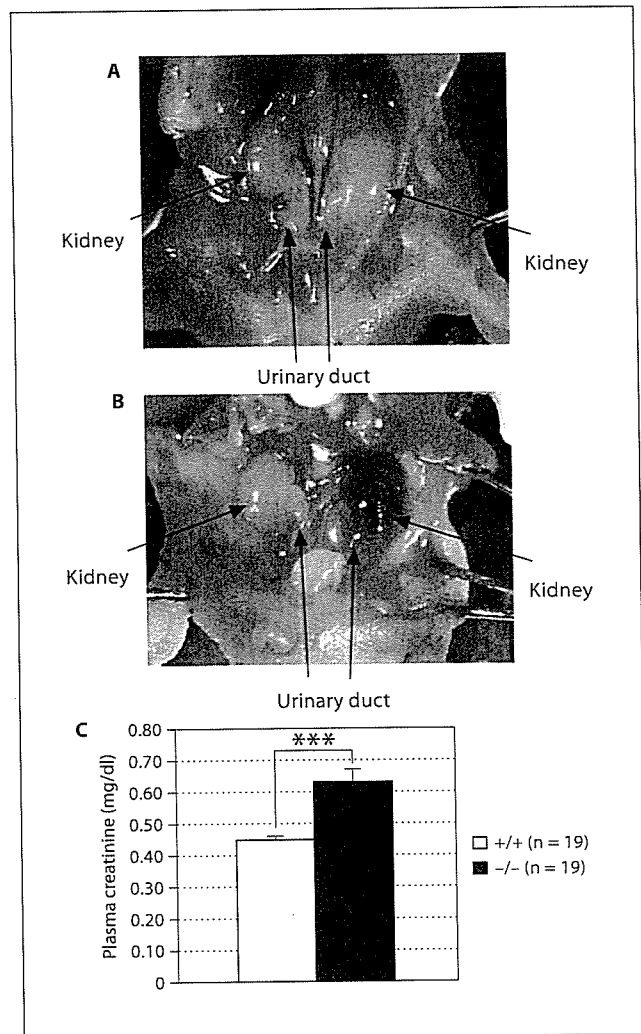 A
Kidney
Kidney
Urinary duct
B
Kidney
Kidney
Urinary duct
C
0.80
0.70
0.60
0.50
0.40
0.30
0.20
0.10
0
Plasma creatinine (mg/dl)
***
+/+ (n = 19)
–/– (n = 19)